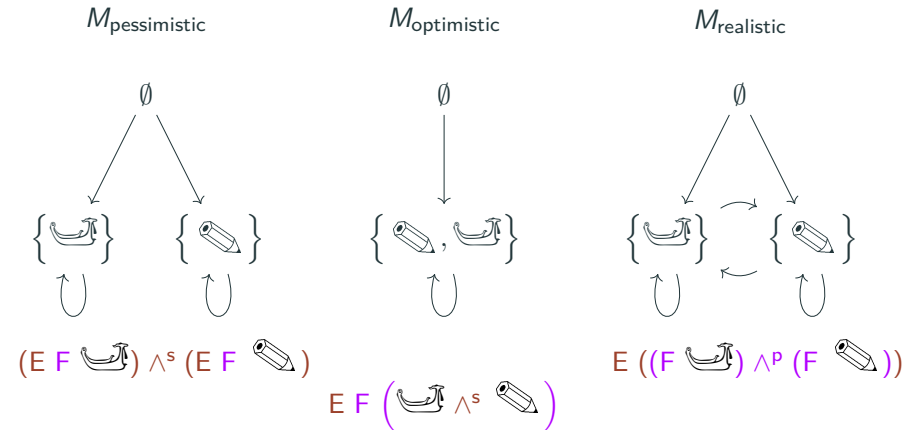 M_pessimistic M_optimistic M_realistic
∅ ∅ ∅
{ } { } { , } { } { }
(E F ) ∧ˢ (E F ) E ((F ) ∧ᵖ (F ))
E F ( ∧ˢ )